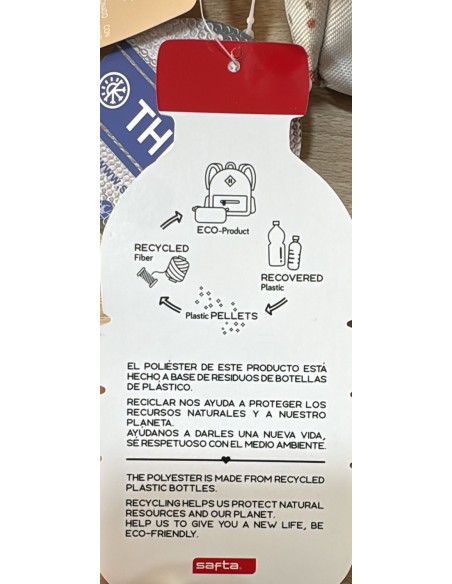 TH
www.s
ECO-Product
RECYCLED
Fiber
RECOVERED
Plastic
Plastic PELLETS
EL POLIÉSTER DE ESTE PRODUCTO ESTÁ
HECHO A BASE DE RESIDUOS DE BOTELLAS
DE PLÁSTICO.
RECICLAR NOS AYUDA A PROTEGER LOS
RECURSOS NATURALES Y A NUESTRO
PLANETA.
AYÚDANOS A DARLES UNA NUEVA VIDA,
SÉ RESPETUOSO CON EL MEDIO AMBIENTE.
THE POLYESTER IS MADE FROM RECYCLED
PLASTIC BOTTLES.
RECYCLING HELPS US PROTECT NATURAL
RESOURCES AND OUR PLANET.
HELP US TO GIVE YOU A NEW LIFE, BE
ECO-FRIENDLY.
safta.